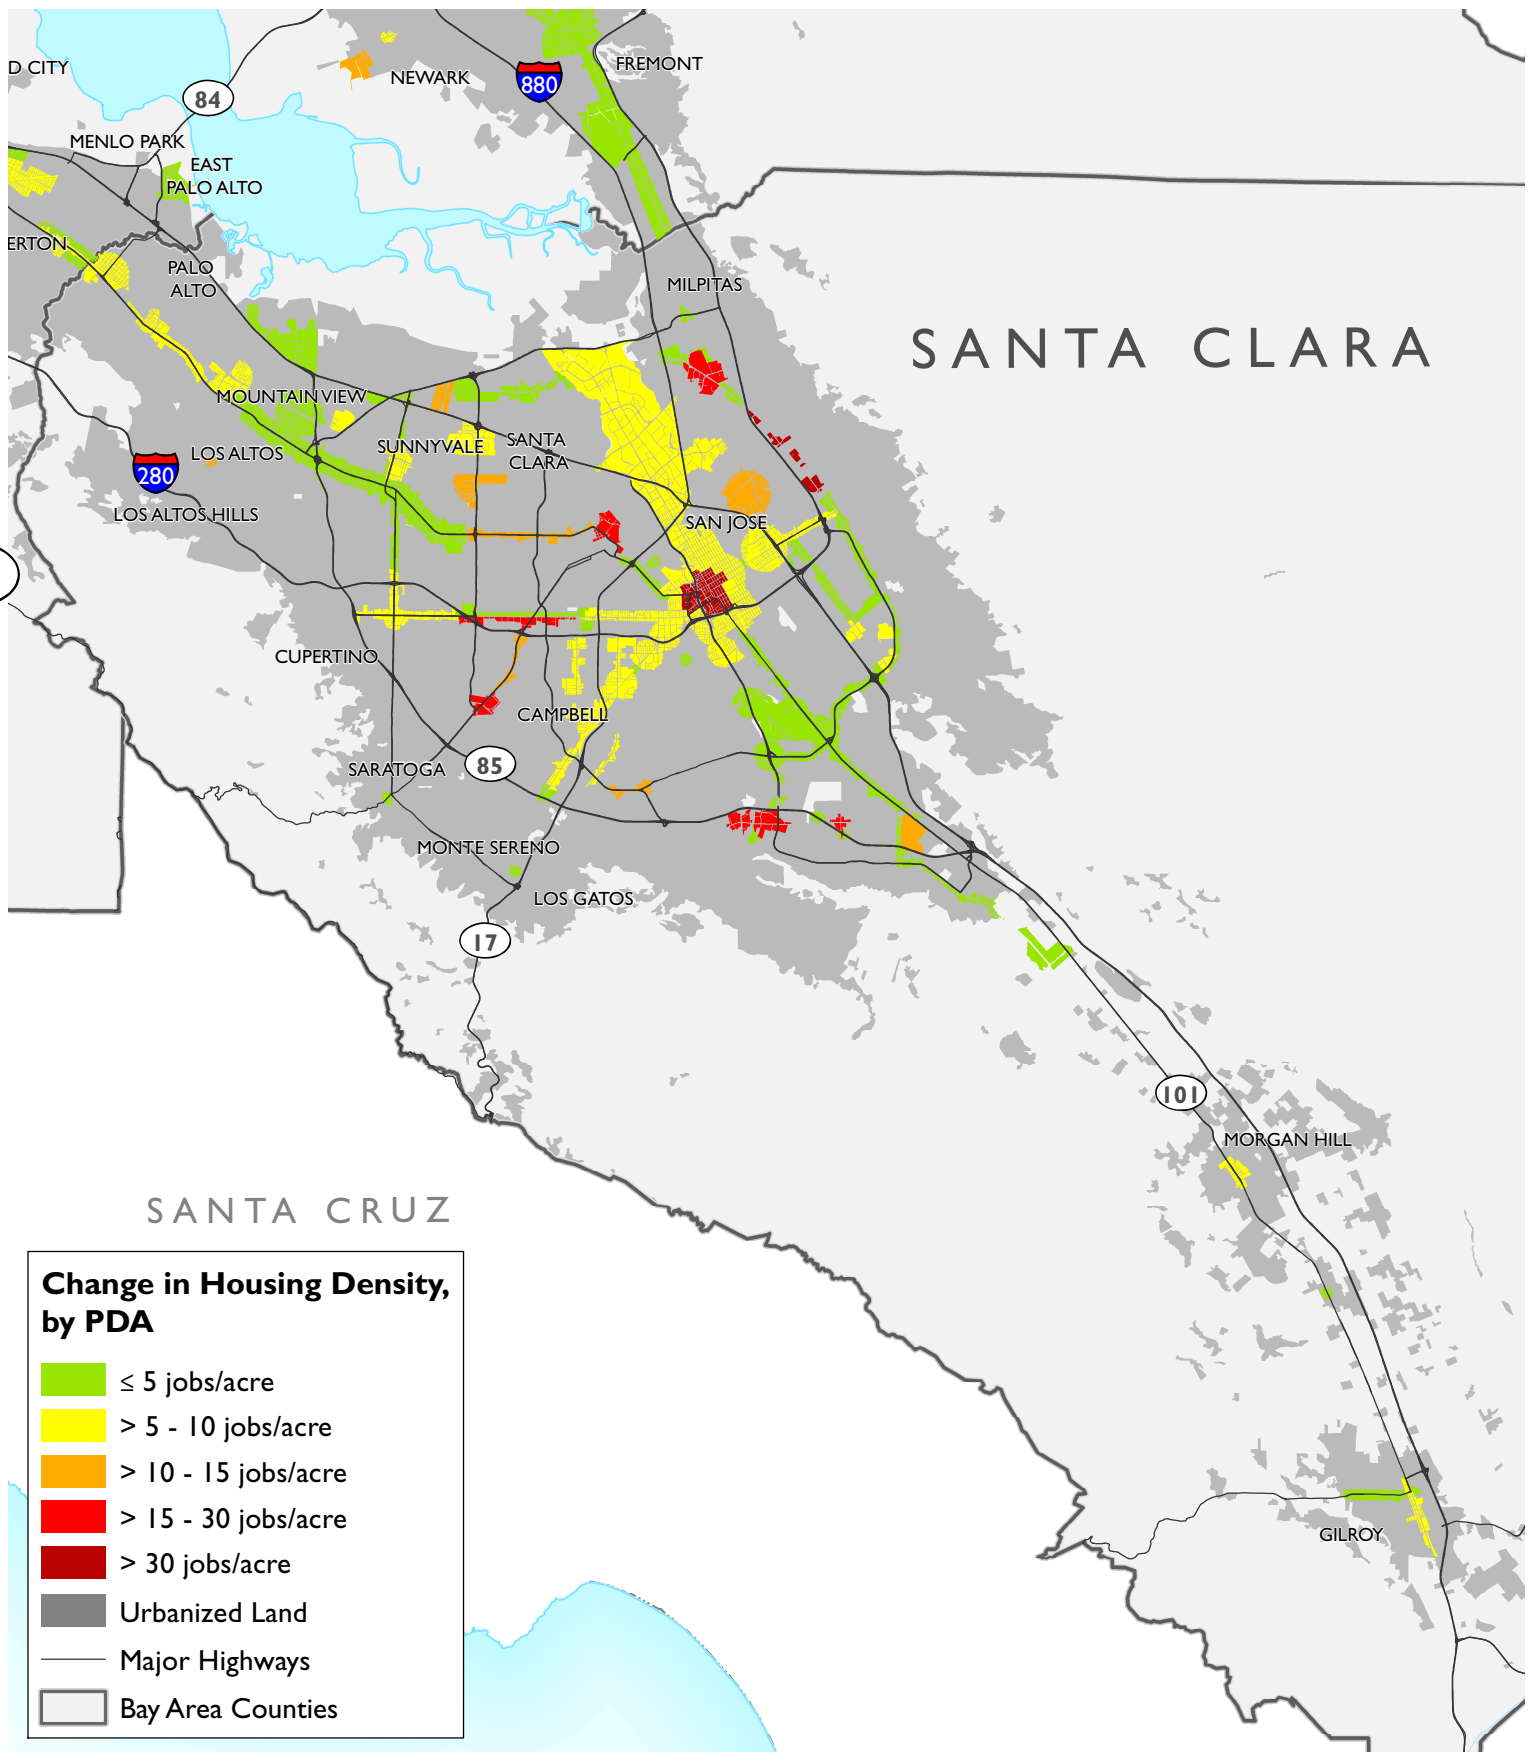 D CITY
NEWARK
FREMONT
880
84
MENLO PARK
EAST
PALO ALTO
ERTON
PALO
ALTO
MILPITAS
SANTA CLARA
MOUNTAIN VIEW
LOS ALTOS
SUNNYVALE
SANTA
CLARA
280
LOS ALTOS HILLS
SAN JOSE
CUPERTINO
CAMPBELL
SARATOGA
85
MONTE SERENO
LOS GATOS
17
101
MORGAN HILL
SANTA CRUZ
GILROY
Change in Housing Density,
by PDA
≤ 5 jobs/acre
> 5 - 10 jobs/acre
> 10 - 15 jobs/acre
> 15 - 30 jobs/acre
> 30 jobs/acre
Urbanized Land
Major Highways
Bay Area Counties